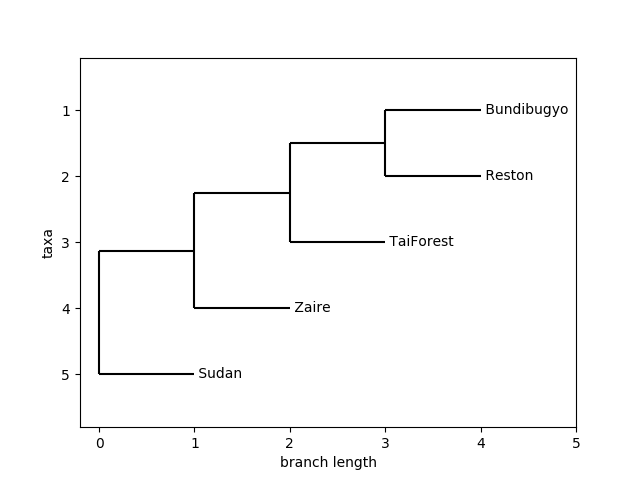 1
Bundibugyo
2
Reston
3
TaiForest
4
Zaire
5
Sudan
taxa
0 1 2 3 4 5
branch length